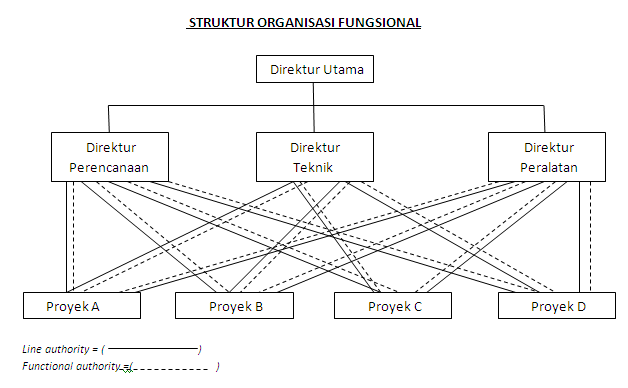 STRUKTUR ORGANISASI FUNGSIONAL
Direktur Utama
Direktur
Perencanaan
Direktur
Teknik
Direktur
Peralatan
Proyek A
Proyek B
Proyek C
Proyek D
Line authority = ( )
Functional authority =( )